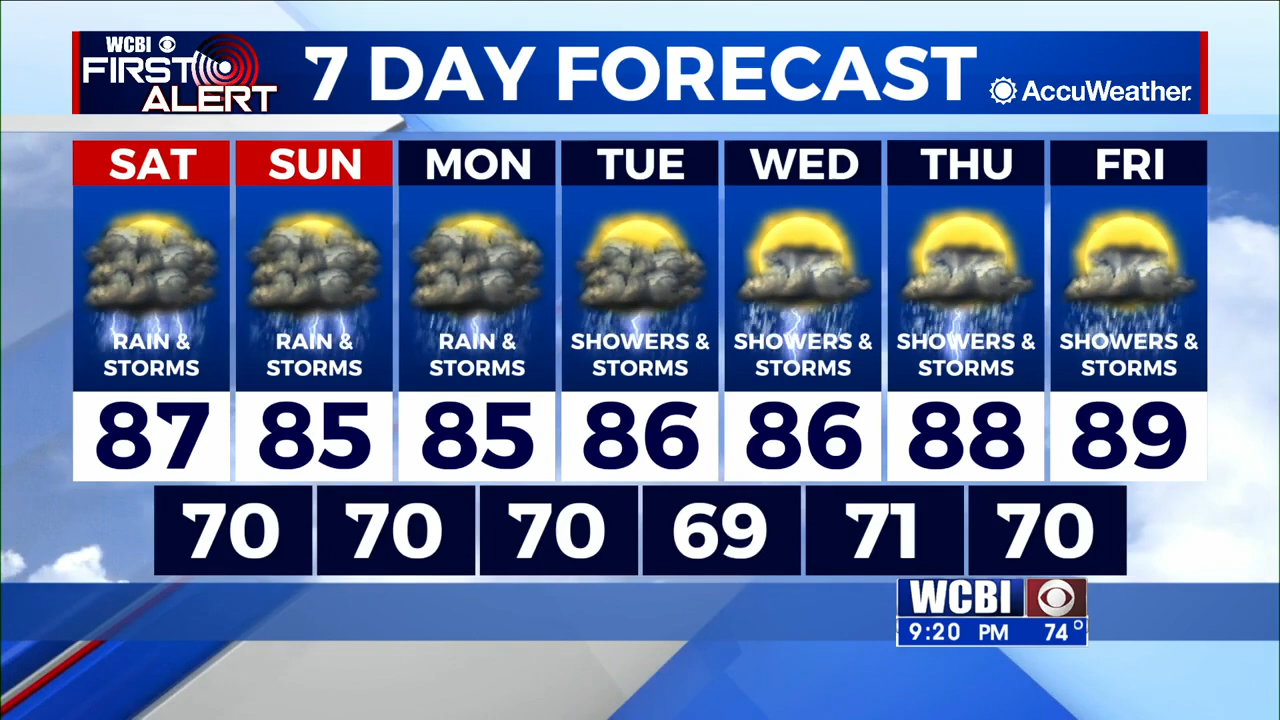 WCBI
FIRST
ALERT
7 DAY FORECAST
AccuWeather.
SAT SUN MON TUE WED THU FRI
RAIN & RAIN & RAIN & SHOWERS & SHOWERS & SHOWERS & SHOWERS &
STORMS STORMS STORMS STORMS STORMS STORMS STORMS
87 85 85 86 86 88 89
70 70 70 69 71 70
WCBI
9:20 PM 74°